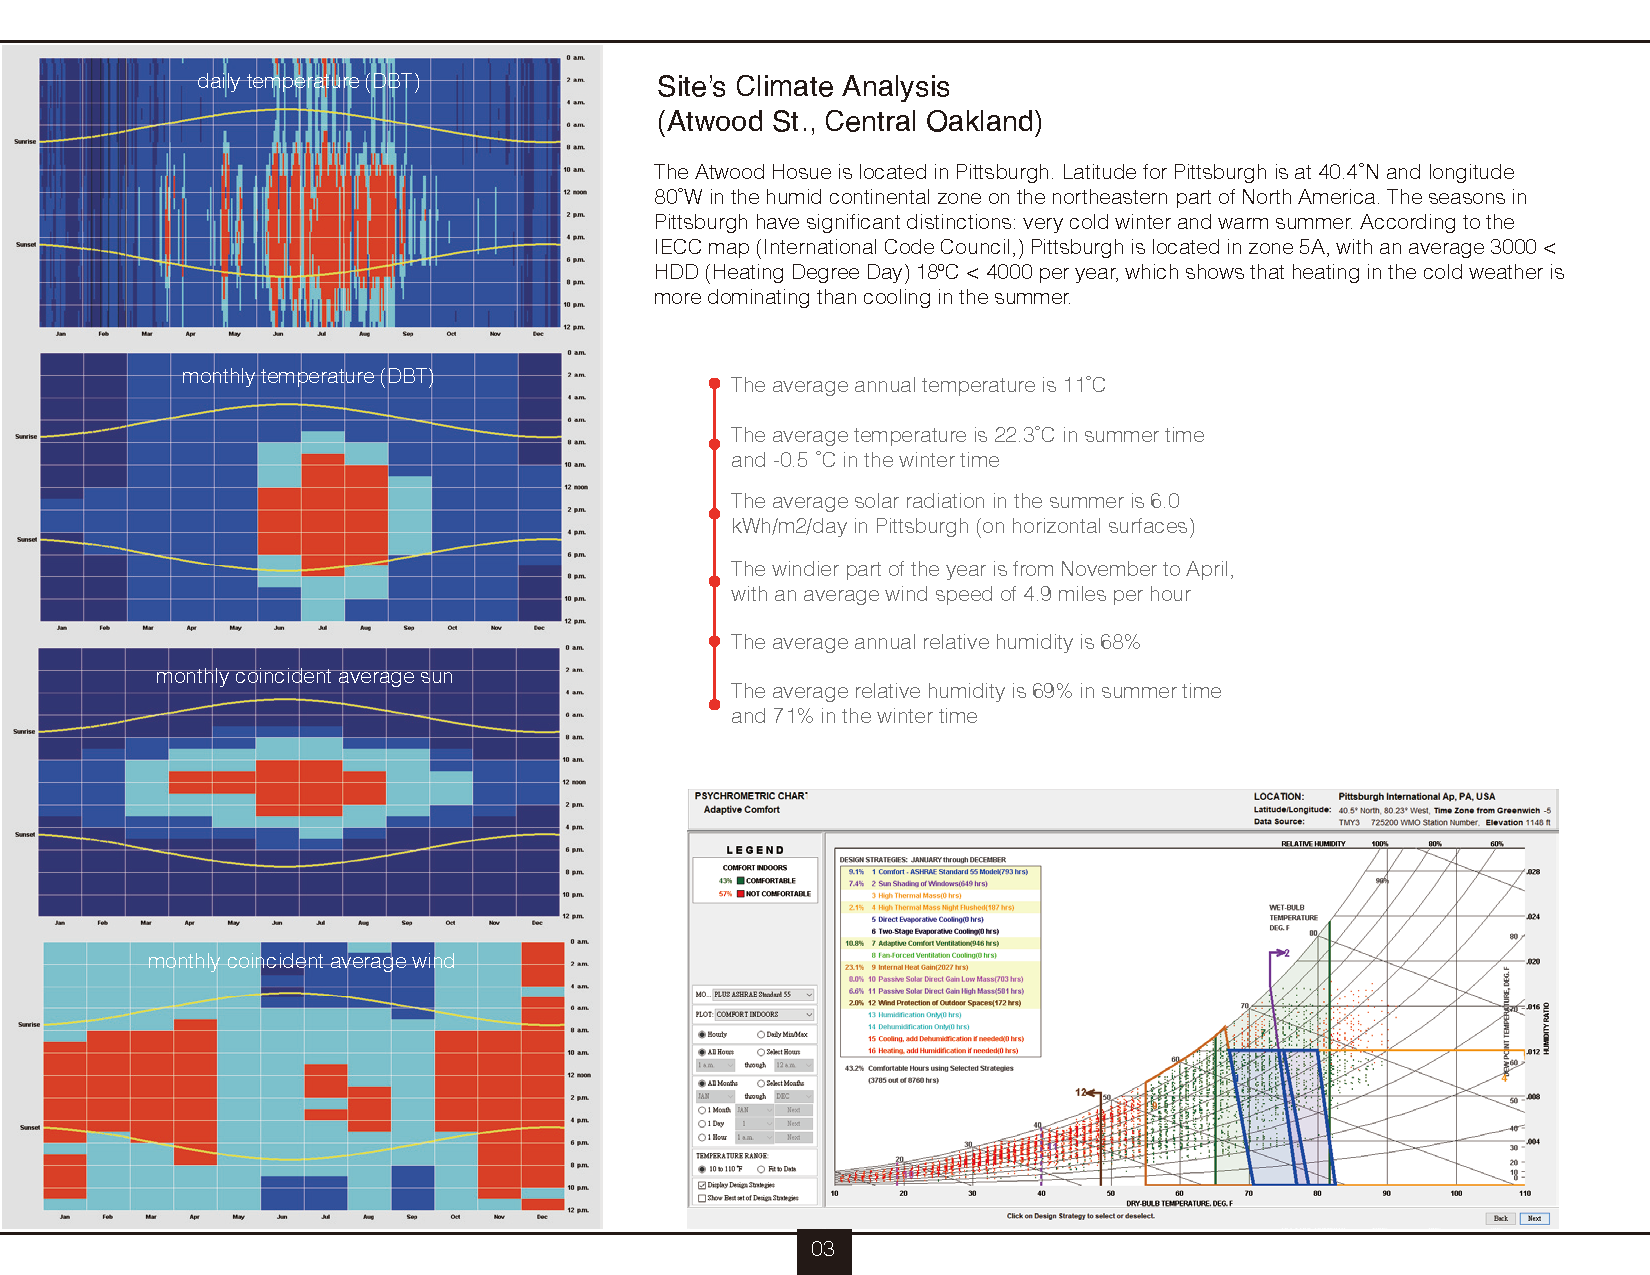 Site's Climate Analysis
(Atwood St., Central Oakland)
The Atwood Hosue is located in Pittsburgh. Latitude for Pittsburgh is at 40.4˚N and longitude
80˚W in the humid continental zone on the northeastern part of North America. The seasons in
Pittsburgh have significant distinctions: very cold winter and warm summer. According to the
IECC map (International Code Council,) Pittsburgh is located in zone 5A, with an average 3000 <
HDD (Heating Degree Day) 18ºC < 4000 per year, which shows that heating in the cold weather is
more dominating than cooling in the summer.
The average annual temperature is 11˚C
The average temperature is 22.3˚C in summer time
and -0.5 ˚C in the winter time
The average solar radiation in the summer is 6.0
kWh/m2/day in Pittsburgh (on horizontal surfaces)
The windier part of the year is from November to April,
with an average wind speed of 4.9 miles per hour
The average annual relative humidity is 68%
The average relative humidity is 69% in summer time
and 71% in the winter time
daily temperature (DBT)
0 am.
2 am.
4 am.
6 am.
8 am.
10 am.
12 noon
2 pm.
4 pm.
6 pm.
8 pm.
10 pm.
12 pm.
Sunrise
Sunset
Jan Feb Mar Apr May Jun Jul Aug Sep Oct Nov Dec
monthly temperature (DBT)
0 am.
2 am.
4 am.
6 am.
8 am.
10 am.
12 noon
2 pm.
4 pm.
6 pm.
8 pm.
10 pm.
12 pm.
Sunrise
Sunset
Jan Feb Mar Apr May Jun Jul Aug Sep Oct Nov Dec
monthly coincident average sun
0 am.
2 am.
4 am.
6 am.
8 am.
10 am.
12 noon
2 pm.
4 pm.
6 pm.
8 pm.
10 pm.
12 pm.
Sunrise
Sunset
Jan Feb Mar Apr May Jun Jul Aug Sep Oct Nov Dec
monthly coincident average wind
0 am.
2 am.
4 am.
6 am.
8 am.
10 am.
12 noon
2 pm.
4 pm.
6 pm.
8 pm.
10 pm.
12 pm.
Sunrise
Sunset
Jan Feb Mar Apr May Jun Jul Aug Sep Oct Nov Dec
PSYCHROMETRIC CHAR
Adaptive Comfort
LOCATION: Pittsburgh International Ap, PA, USA
Latitude/Longitude: 40.5° North, 80.23° West, Time Zone from Greenwich -5
Data Source: TMY3 725200 WMO Station Number, Elevation 1148 ft
LEGEND
COMFORT INDOORS
43% COMFORTABLE
57% NOT COMFORTABLE
MO... PLUS ASHRAE Standard 55
PLOT: COMFORT INDOORS
Hourly Daily Min/Max
All Hours Select Hours
1 a.m. through 12 a.m.
All Months Select Months
JAN through DEC
1 Month JAN Next
1 Day 1 Next
1 Hour 1 a.m. Next
TEMPERATURE RANGE:
10 to 110 °F Fit to Data
Display Design Strategies
Show Best set of Design Strategies
DESIGN STRATEGIES: JANUARY through DECEMBER
9.1% 1 Comfort - ASHRAE Standard 55 Model(793 hrs)
7.4% 2 Sun Shading of Windows(649 hrs)
3 High Thermal Mass(0 hrs)
2.1% 4 High Thermal Mass Night Flushed(187 hrs)
5 Direct Evaporative Cooling(0 hrs)
6 Two-Stage Evaporative Cooling(0 hrs)
10.8% 7 Adaptive Comfort Ventilation(946 hrs)
8 Fan-Forced Ventilation Cooling(0 hrs)
23.1% 9 Internal Heat Gain(2027 hrs)
8.0% 10 Passive Solar Direct Gain Low Mass(703 hrs)
6.6% 11 Passive Solar Direct Gain High Mass(581 hrs)
2.0% 12 Wind Protection of Outdoor Spaces(172 hrs)
13 Humidification Only(0 hrs)
14 Dehumidification Only(0 hrs)
15 Cooling, add Dehumidification if needed(0 hrs)
16 Heating, add Humidification if needed(0 hrs)
43.2% Comfortable Hours using Selected Strategies
(3785 out of 8760 hrs)
RELATIVE HUMIDITY 100% 80% 60%
WET-BULB
TEMPERATURE
DEG. F
20 30 40 50 60 70 80
2
12
.028
.024
.020
.016
.012
.008
.004
DEW POINT TEMPERATURE, DEG. F
HUMIDITY RATIO
80
70
60
50
40
30
20
10
0
10 20 30 40 50 60 70 80 90 100 110
DRY-BULB TEMPERATURE, DEG. F
Click on Design Strategy to select or deselect.
Back Next
03